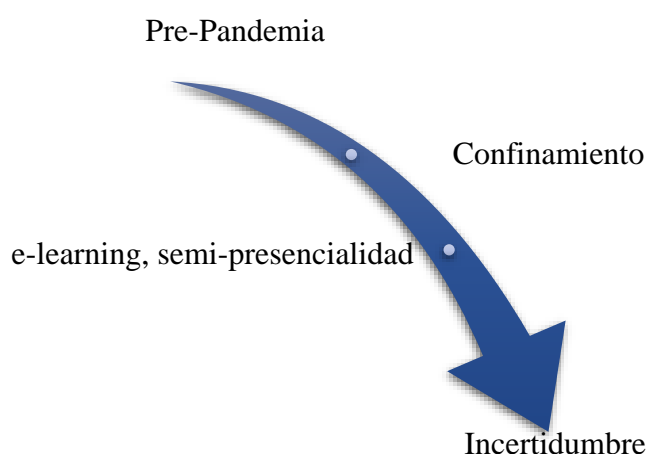 Pre-Pandemia
Confinamiento
e-learning, semi-presencialidad
Incertidumbre